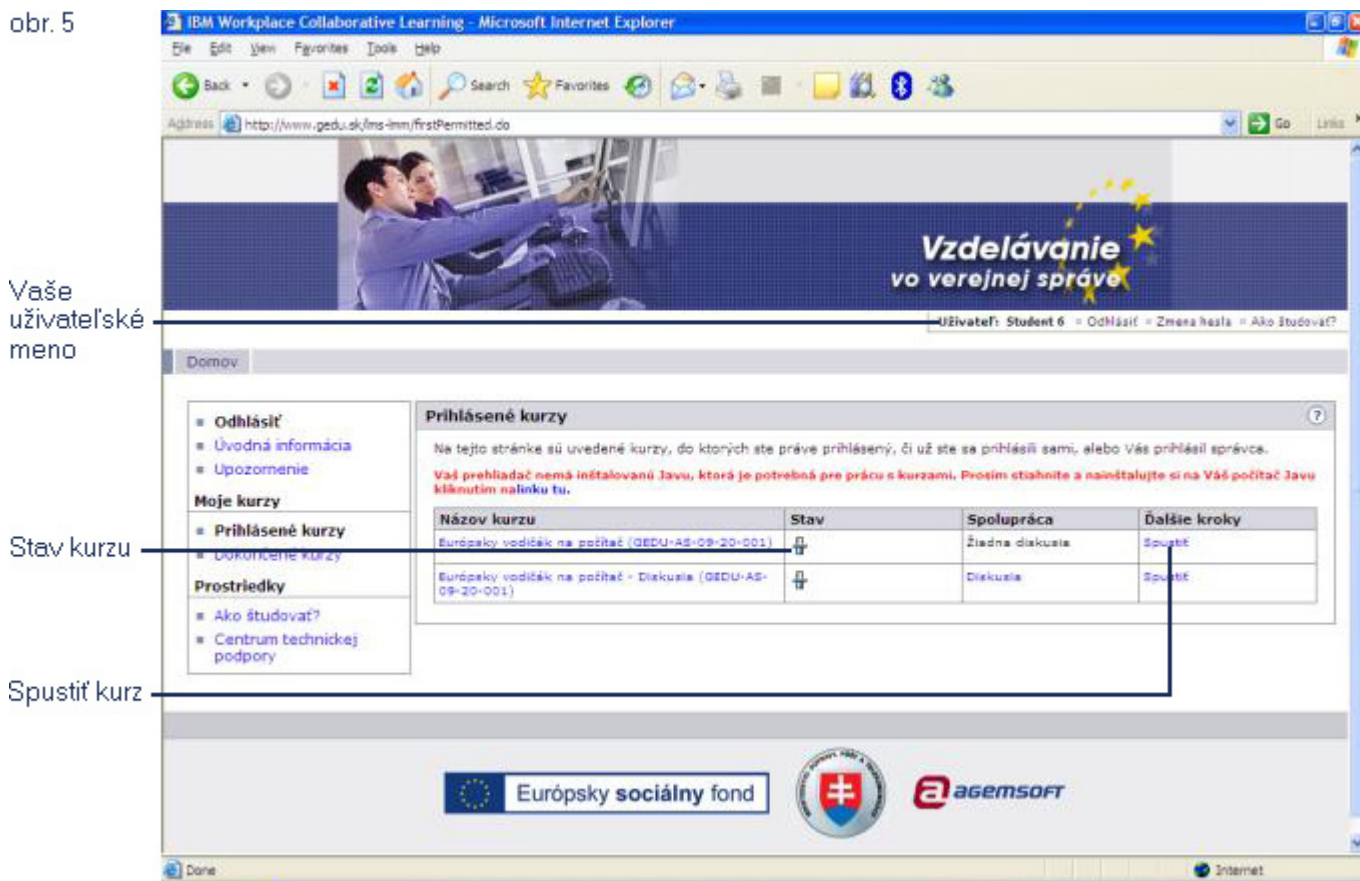 obr. 5
IBM Workplace Collaborative Learning - Microsoft Internet Explorer
File Edit View Favorites Tools Help
Back Search Favorites
Address http://www.gedu.sk/lms-lmm/firstPermitted.do Go Links
Vzdelávanie
vo verejnej správe
Vaše
užívateľské
meno
Užívateľ: Student 6 Odhlásiť Zmena hesla Ako študovať?
Domov
Odhlásiť
Úvodná informácia
Upozornenie
Moje kurzy
Prihlásené kurzy
Dokončené kurzy
Prostriedky
Ako študovať?
Centrum technickej
podpory
Prihlásené kurzy ?
Na tejto stránke sú uvedené kurzy, do ktorých ste práve prihlásený, či už ste sa prihlásili sami, alebo Vás prihlásil správca.
Vaš prehliadač nemá inštalovanú Javu, ktorá je potrebná pre prácu s kurzami. Prosím stiahnite a nainštalujte si na Váš počítač Javu
kliknutím nalinku tu.
Názov kurzu Stav Spolupráca Ďalšie kroky
Európsky vodičák na počítač (GEDU-AS-09-20-001) Žiadna diskusia Spustiť
Európsky vodičák na počítač - Diskusia (GEDU-AS-
09-20-001) Diskusia Spustiť
Stav kurzu
Spustiť kurz
Európsky sociálny fond
a agemsoft
Done Internet